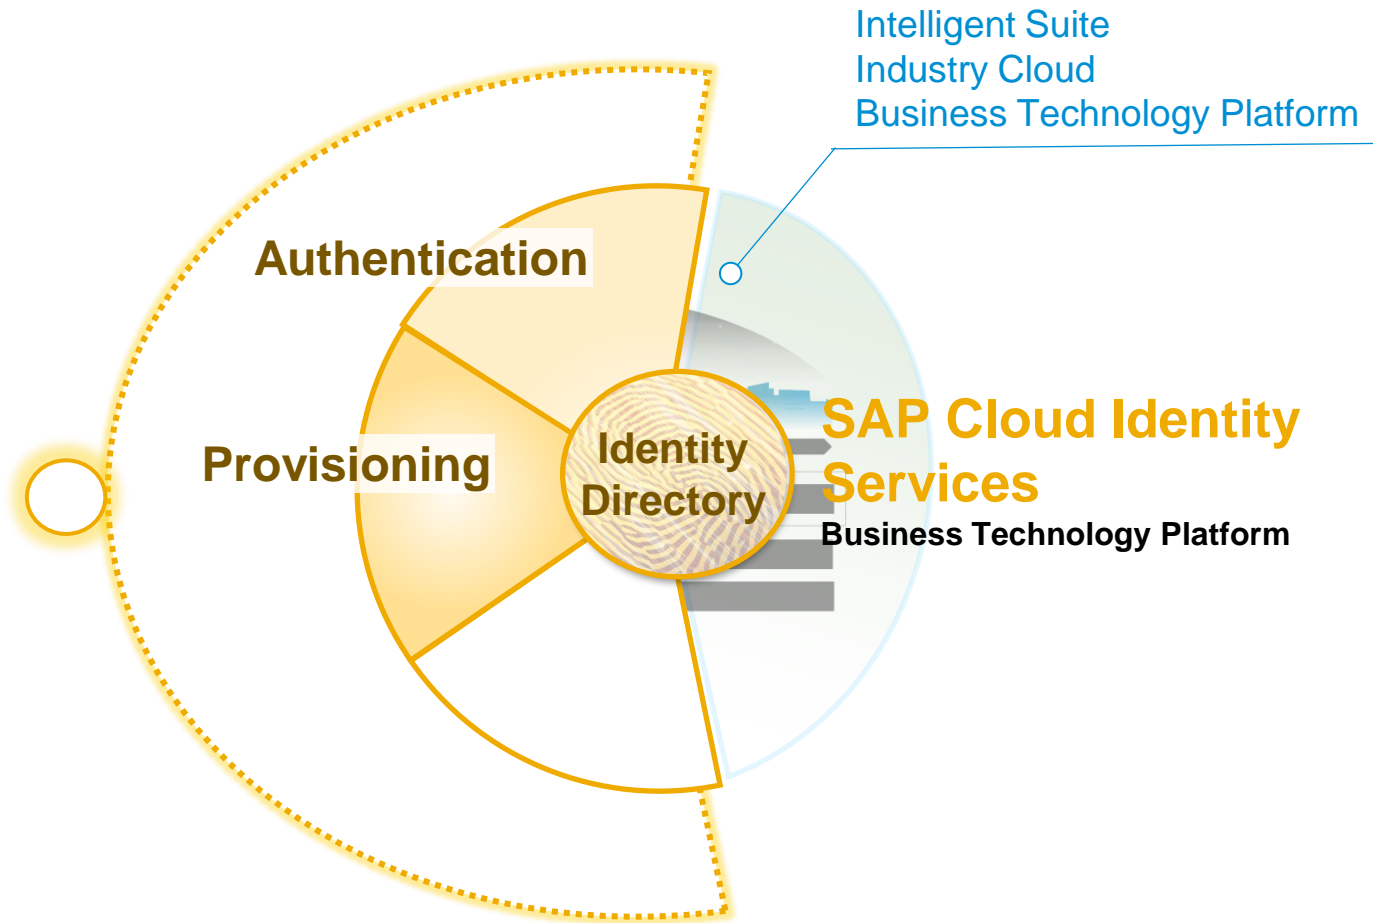 Intelligent Suite
Industry Cloud
Business Technology Platform
Authentication
Provisioning
Identity
Directory
SAP Cloud Identity
Services
Business Technology Platform